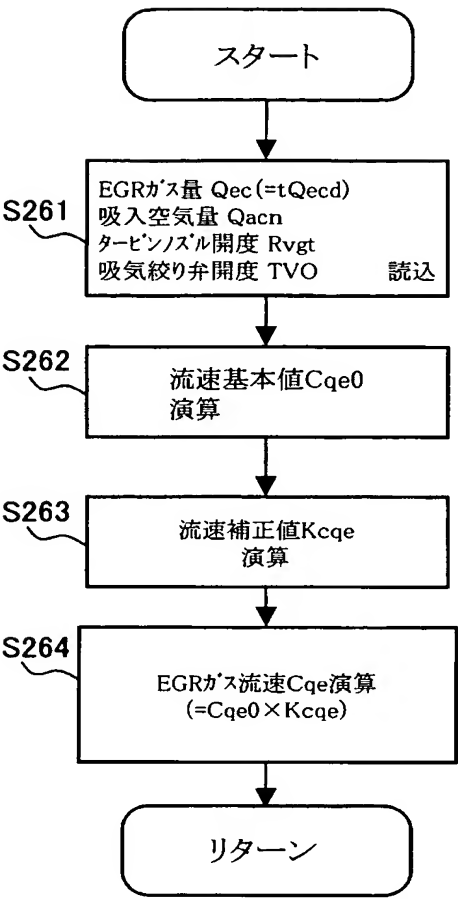 スタート
S261
EGRガス量 Qec(=tQecd)
吸入空気量 Qacn
タービンノズル開度 Rvgt
吸気絞り弁開度 TVO 読込
S262
流速基本値Cqe0
演算
S263
流速補正値Kcqe
演算
S264
EGRガス流速Cqe演算
(=Cqe0×Kcqe)
リターン